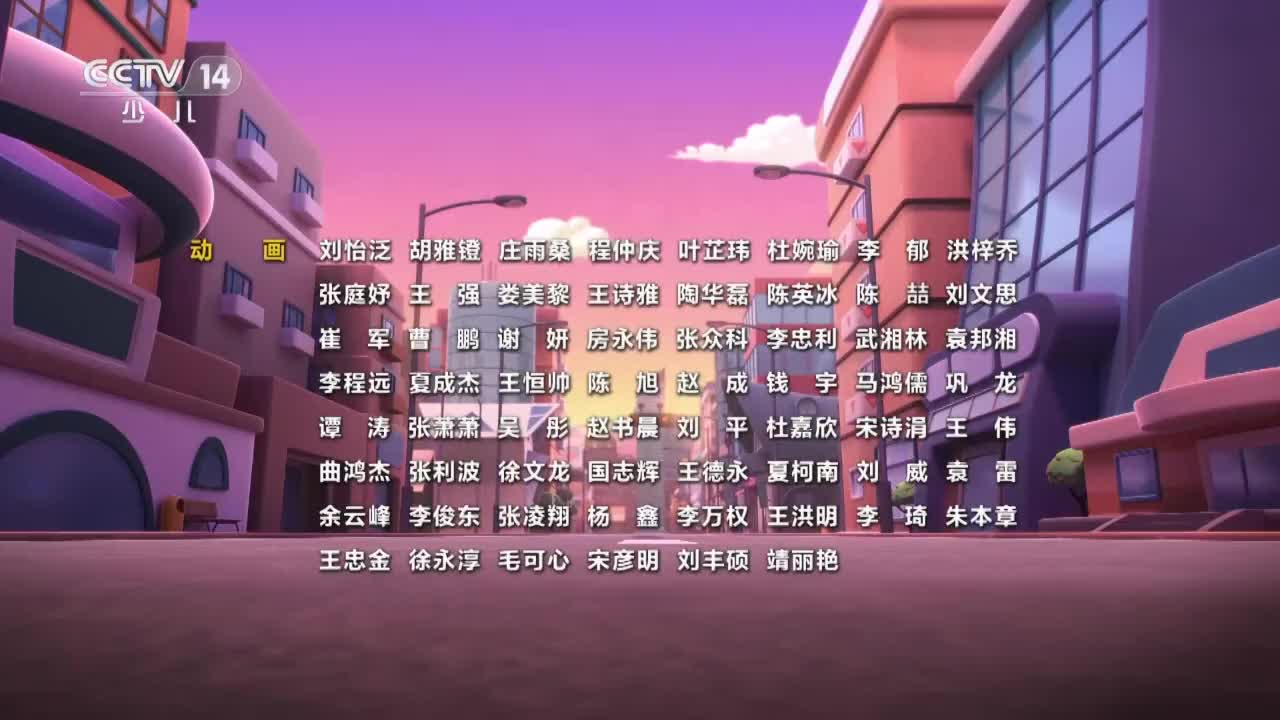 CCTV 14
少儿
动 画 刘怡泛 胡雅镫 庄雨桑 程仲庆 叶芷玮 杜婉瑜 李 郁 洪梓乔
张庭妤 王 强 娄美黎 王诗雅 陶华磊 陈英冰 陈 喆 刘文思
崔 军 曹 鹏 谢 妍 房永伟 张众科 李忠利 武湘林 袁邦湘
李程远 夏成杰 王恒帅 陈 旭 赵 成 钱 宇 马鸿儒 巩 龙
谭 涛 张萧萧 吴 彤 赵书晨 刘 平 杜嘉欣 宋诗涓 王 伟
曲鸿杰 张利波 徐文龙 国志辉 王德永 夏柯南 刘 威 袁 雷
余云峰 李俊东 张凌翔 杨 鑫 李万权 王洪明 李 琦 朱本章
王忠金 徐永淳 毛可心 宋彦明 刘丰硕 靖丽艳